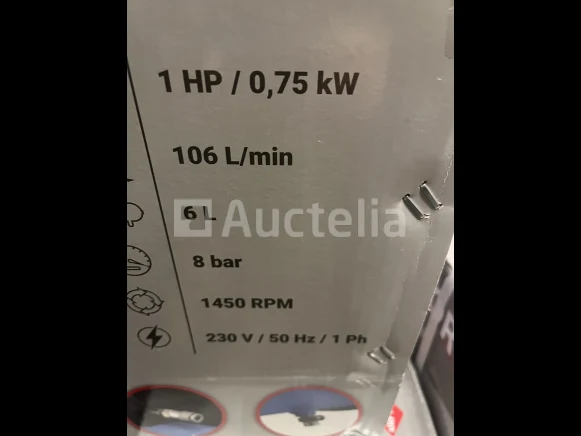 1 HP / 0,75 kW
106 L/min
6 L
Auctelia
8 bar
1450 RPM
230 V / 50 Hz / 1 Ph
R